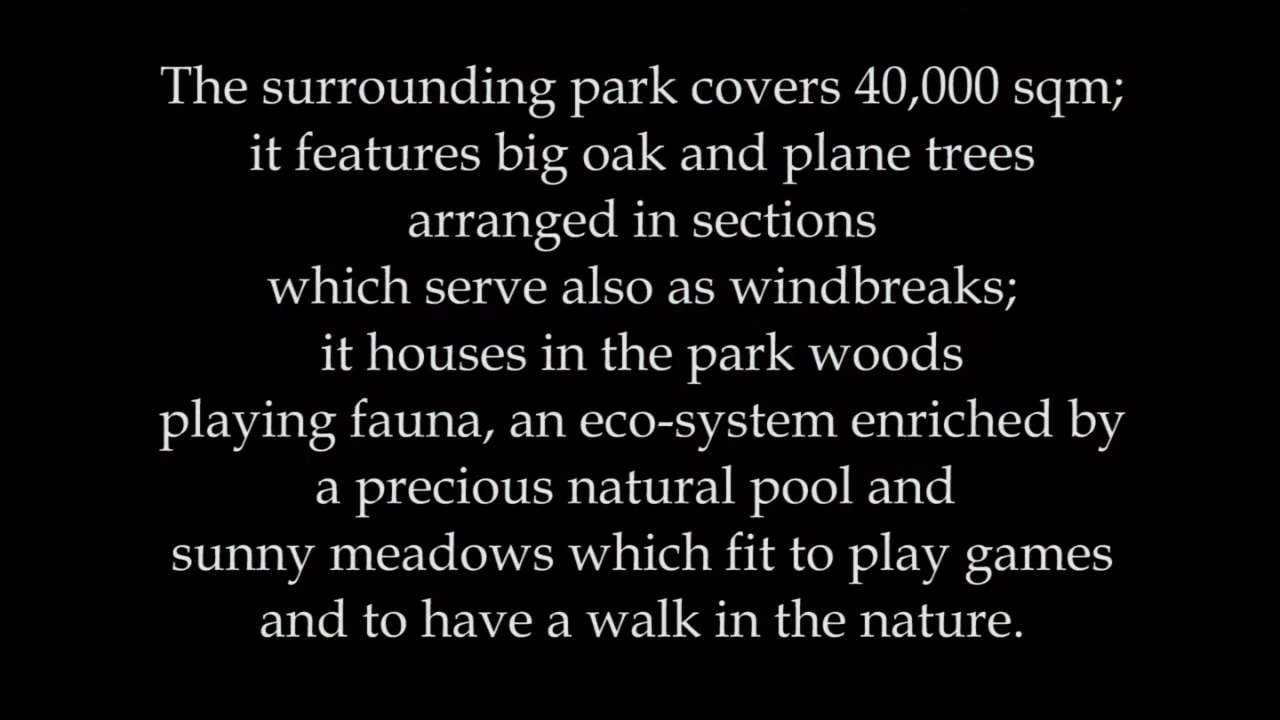 The surrounding park covers 40,000 sqm;
it features big oak and plane trees
arranged in sections
which serve also as windbreaks;
it houses in the park woods
playing fauna, an eco-system enriched by
a precious natural pool and
sunny meadows which fit to play games
and to have a walk in the nature.